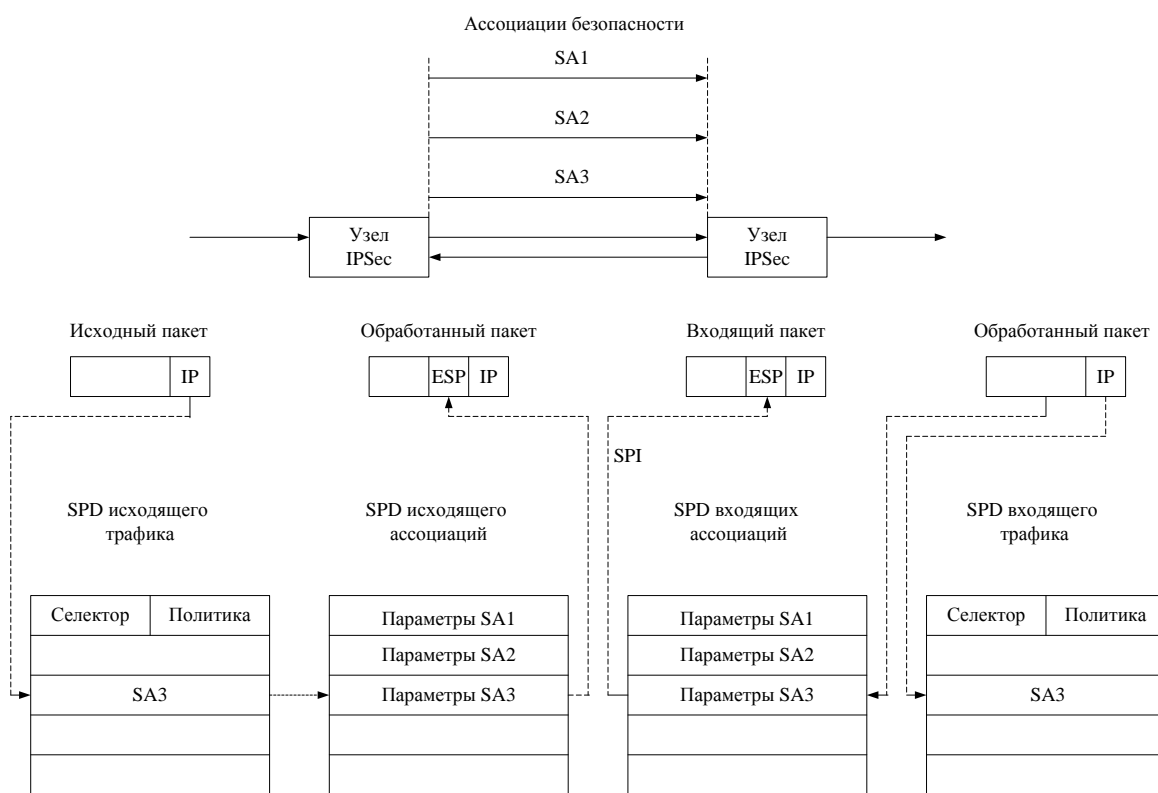 Ассоциации безопасности
SA1
SA2
SA3
Узел
IPSec
Узел
IPSec
Исходный пакет
Обработанный пакет
Входящий пакет
Обработанный пакет
IP
ESP
IP
ESP
IP
IP
SPI
SPD исходящего
трафика
SPD исходящего
ассоциаций
SPD входящих
ассоциаций
SPD входящего
трафика
Селектор
Политика
SA3
Параметры SA1
Параметры SA2
Параметры SA3
Параметры SA1
Параметры SA2
Параметры SA3
Селектор
Политика
SA3